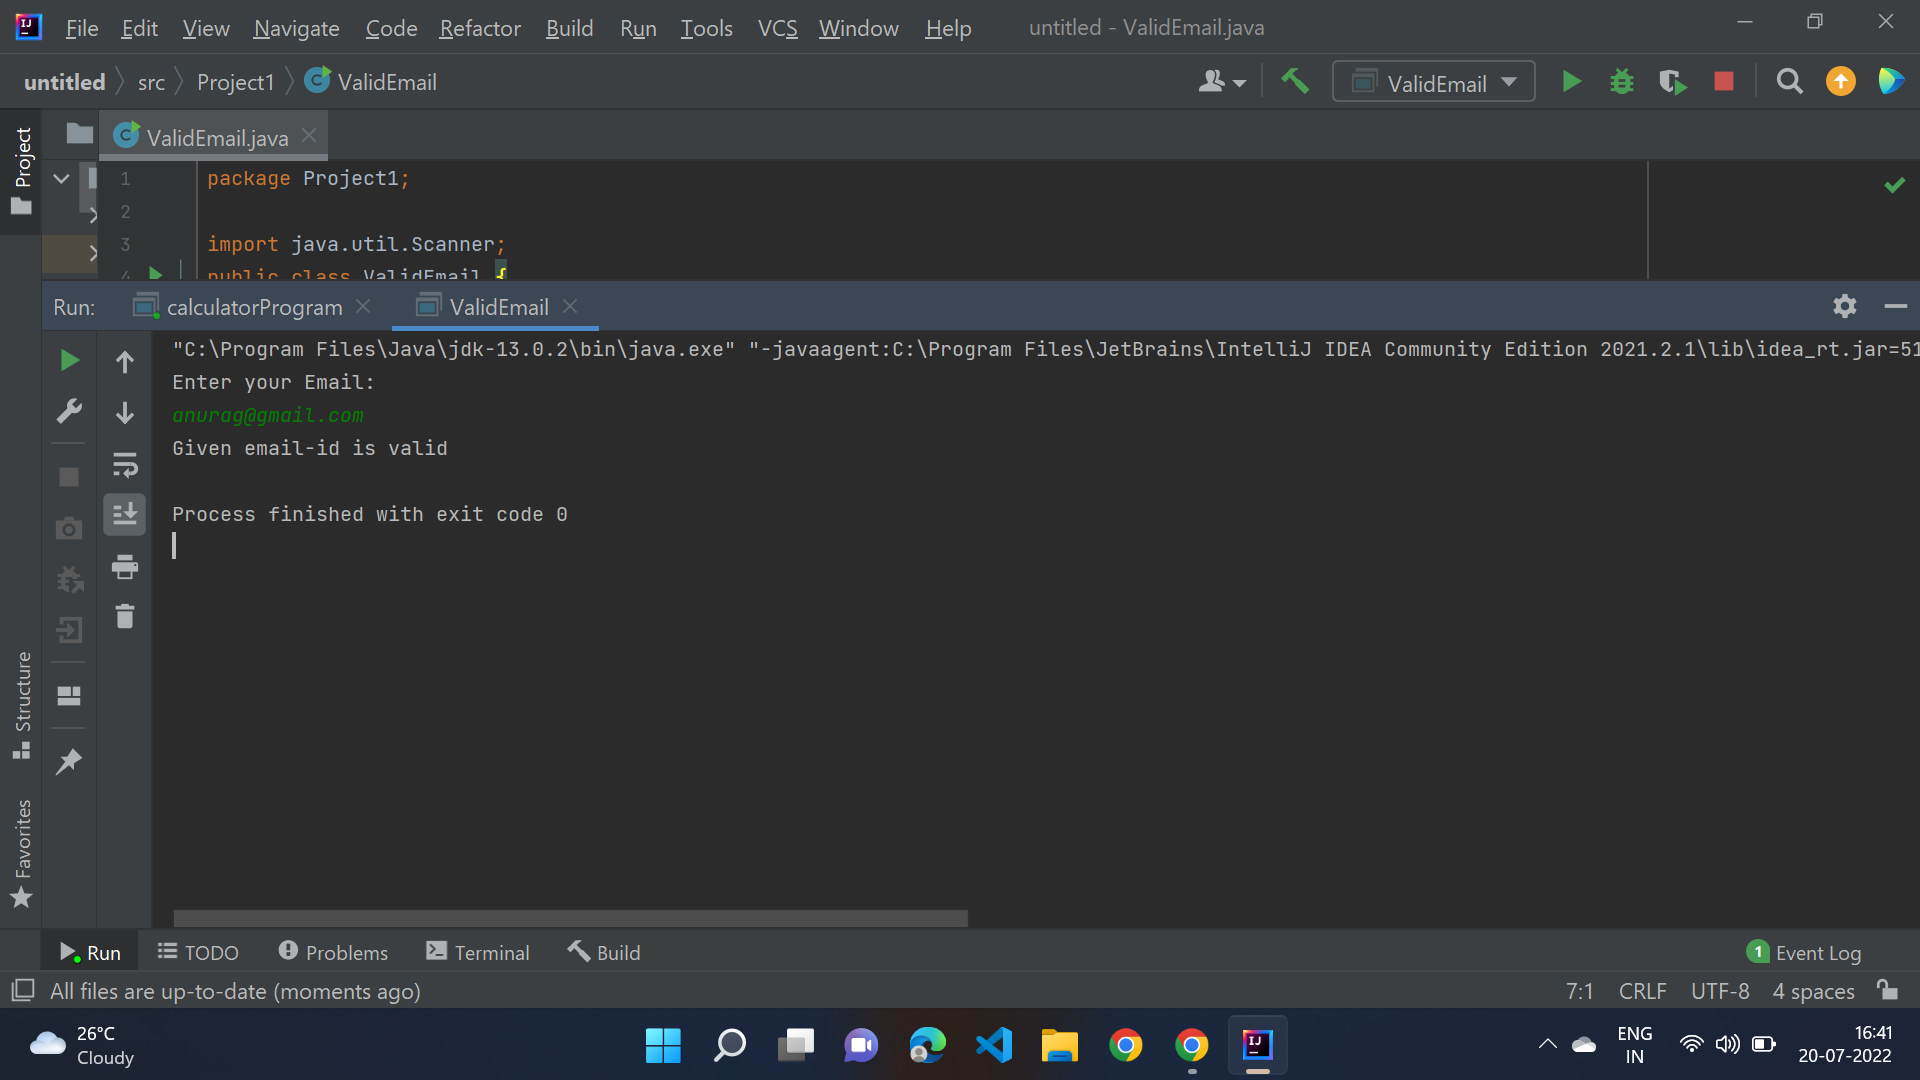 File Edit View Navigate Code Refactor Build Run Tools VCS Window Help untitled - ValidEmail.java
untitled src Project1 ValidEmail
ValidEmail
Project
ValidEmail.java
1 package Project1;
2
3 import java.util.Scanner;
4 public class ValidEmail {
Run: calculatorProgram ValidEmail
"C:\Program Files\Java\jdk-13.0.2\bin\java.exe" "-javaagent:C:\Program Files\JetBrains\IntelliJ IDEA Community Edition 2021.2.1\lib\idea_rt.jar=51
Enter your Email:
anurag@gmail.com
Given email-id is valid
Process finished with exit code 0
Structure
Favorites
Run TODO Problems Terminal Build 1 Event Log
All files are up-to-date (moments ago) 7:1 CRLF UTF-8 4 spaces
26°C
Cloudy
ENG
IN
16:41
20-07-2022